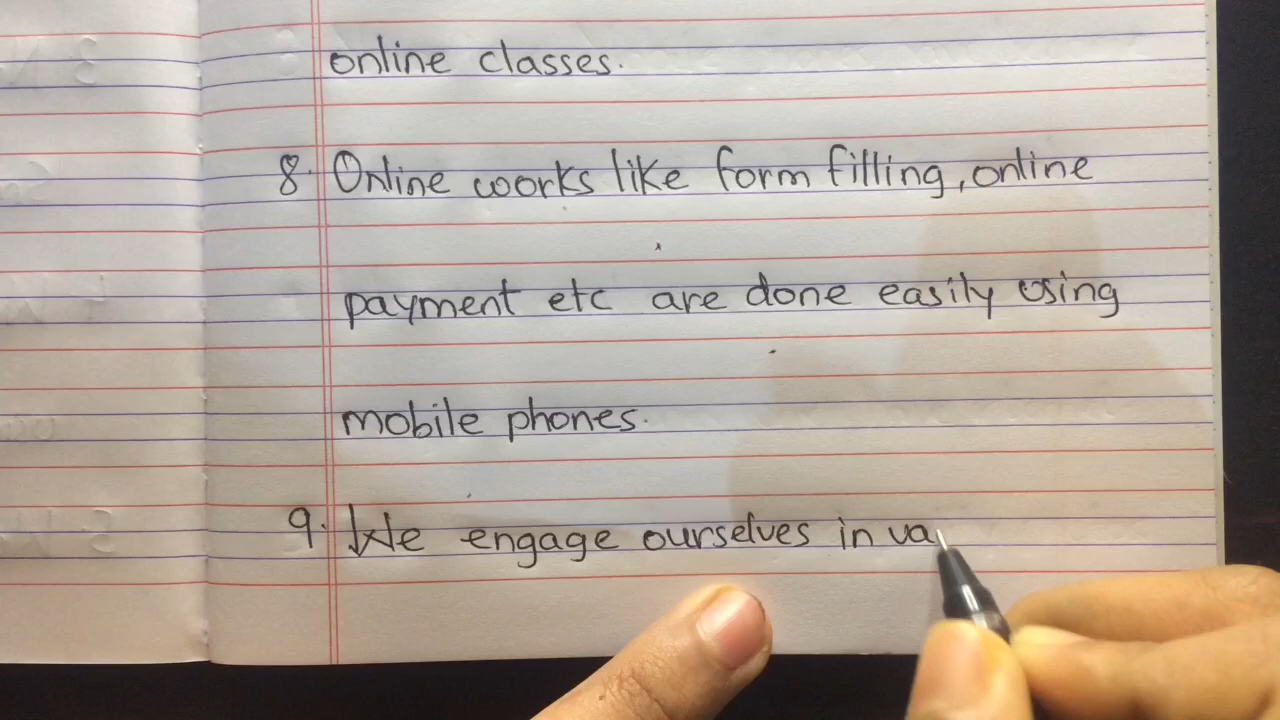 online classes.
8. Online works like form filling, online
payment etc are done easily using
mobile phones.
9. We engage ourselves in va